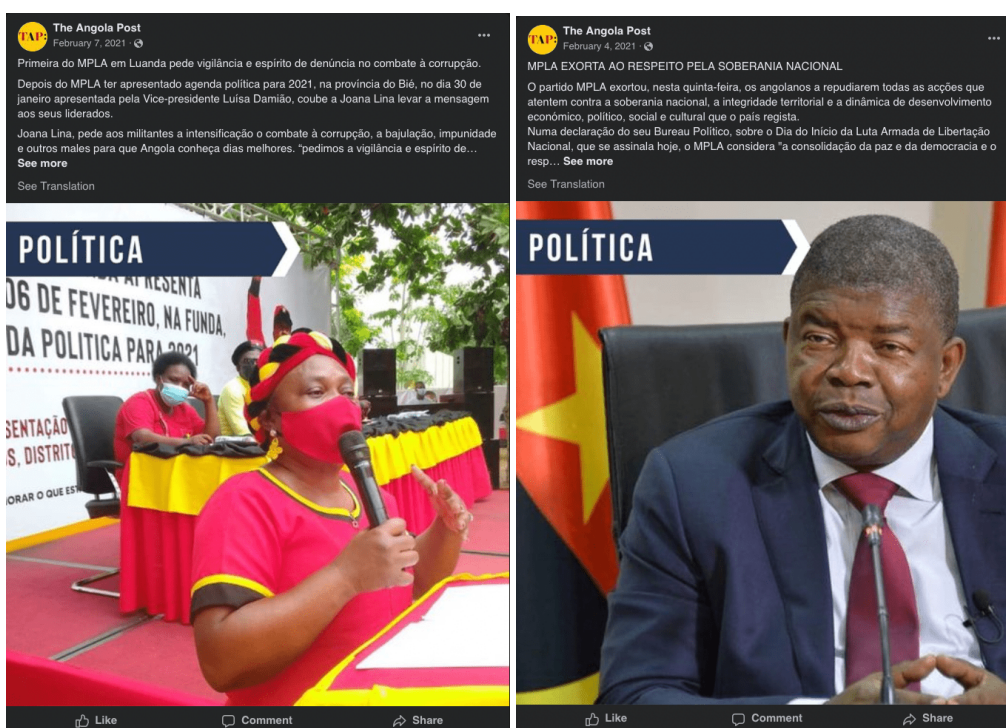 TAP:
The Angola Post
February 7, 2021 ·
Primeira do MPLA em Luanda pede vigilância e espírito de denúncia no combate à corrupção.
Depois do MPLA ter apresentado agenda política para 2021, na província do Bié, no dia 30 de
janeiro apresentada pela Vice-presidente Luísa Damião, coube a Joana Lina levar a mensagem
aos seus liderados.
Joana Lina, pede aos militantes a intensificação o combate à corrupção, a bajulação, impunidade
e outros males para que Angola conheça dias melhores. “pedimos a vigilância e espírito de…
See more
See Translation
POLÍTICA
APRESENTA
06 DE FEVEREIRO, NA FUNDA,
DA POLITICA PARA 2021
SENTAÇÃO
S, DISTRIT
ORAR O QUE EST
Like
Comment
Share
TAP:
The Angola Post
February 4, 2021 ·
MPLA EXORTA AO RESPEITO PELA SOBERANIA NACIONAL
O partido MPLA exortou, nesta quinta-feira, os angolanos a repudiarem todas as acções que
atentem contra a soberania nacional, a integridade territorial e a dinâmica de desenvolvimento
económico, político, social e cultural que o país regista.
Numa declaração do seu Bureau Político, sobre o Dia do Início da Luta Armada de Libertação
Nacional, que se assinala hoje, o MPLA considera "a consolidação da paz e da democracia e o
resp… See more
See Translation
POLÍTICA
Like
Comment
Share